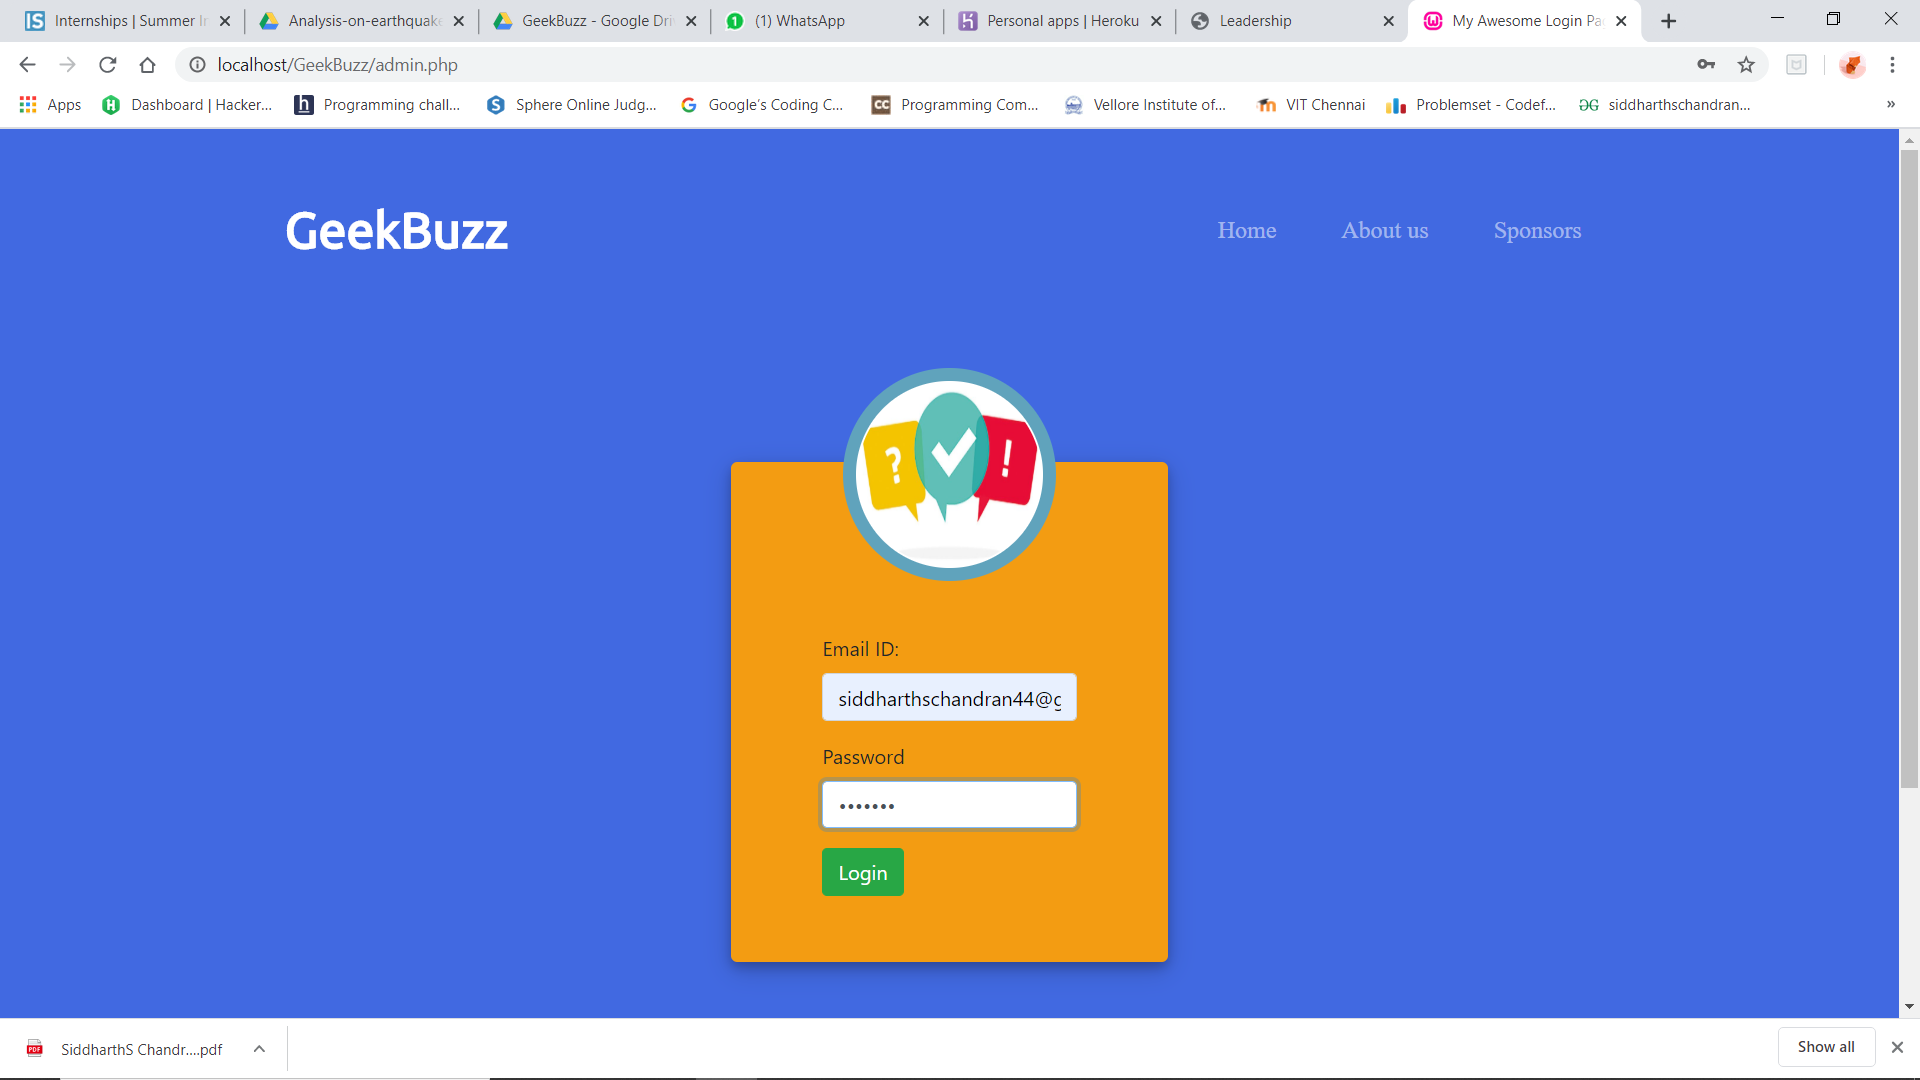 Internships | Summer In
Analysis-on-earthquake
GeekBuzz - Google Dri
(1) WhatsApp
Personal apps | Heroku
Leadership
My Awesome Login Pa
localhost/GeekBuzz/admin.php
Apps
Dashboard | Hacker...
Programming chall...
Sphere Online Judg...
Google's Coding C...
Programming Com...
Vellore Institute of...
VIT Chennai
Problemset - Codef...
siddharthschandran...
»
GeekBuzz
Home
About us
Sponsors
? !
Email ID:
siddharthschandran44@g
Password
•••••••
Login
SiddharthS Chandr....pdf
Show all